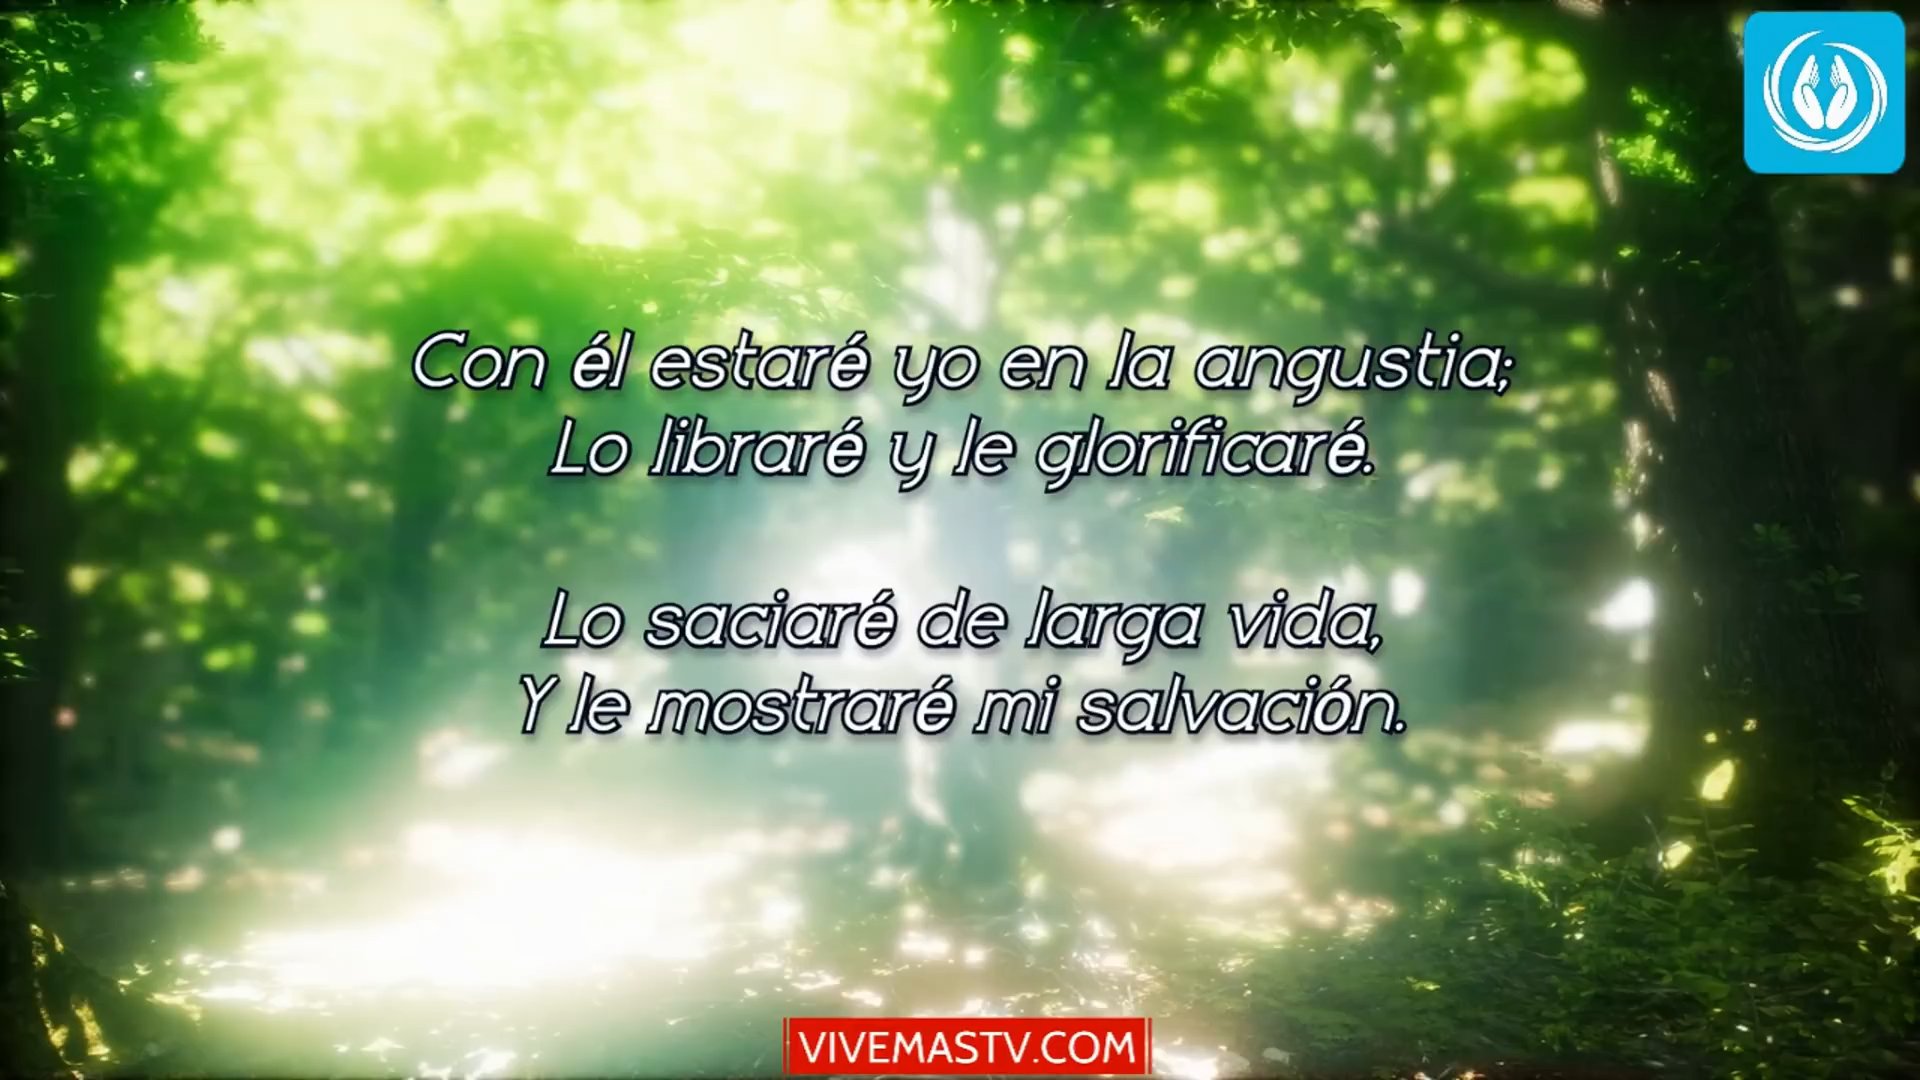 Con él estaré yo en la angustia;
Lo libraré y le glorificaré.
Lo saciaré de larga vida,
Y le mostraré mi salvación.
VIVEMASTV.COM